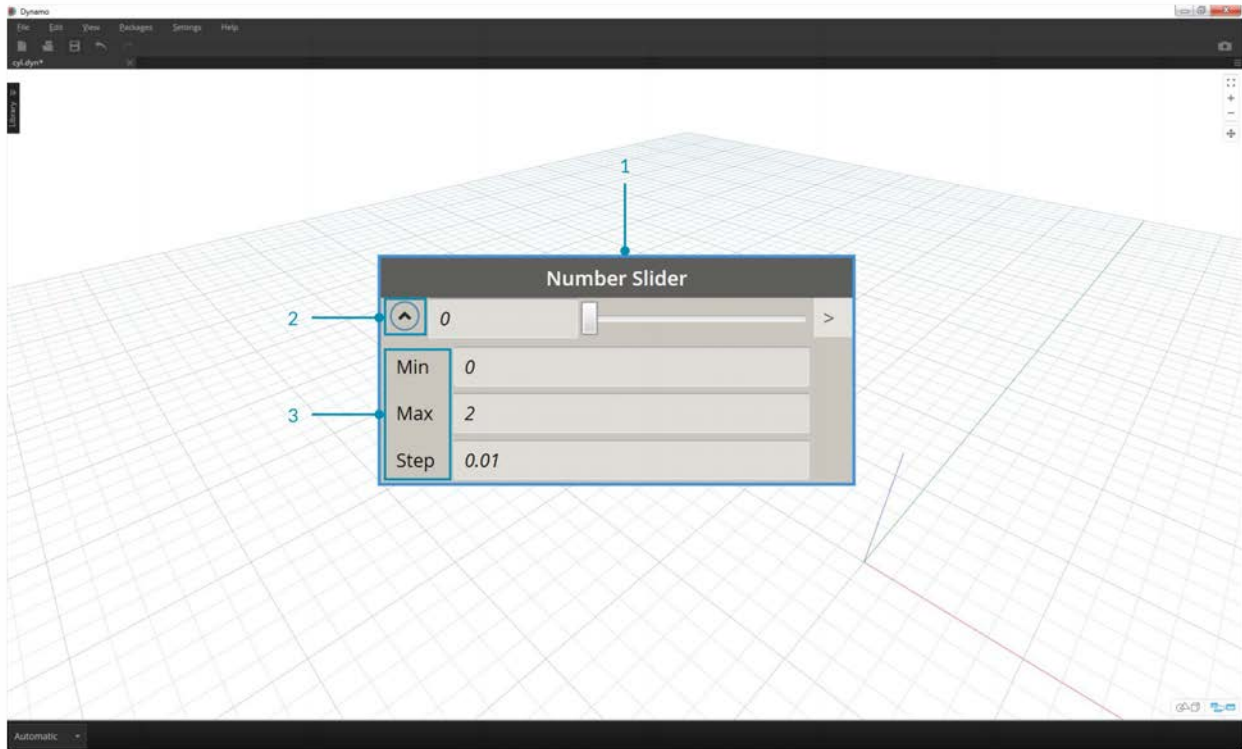 Dynamo
File Edit View Packages Settings Help
cyl.dyn*
Library
1
Number Slider
2
0
>
Min 0
3
Max 2
Step 0.01
Automatic